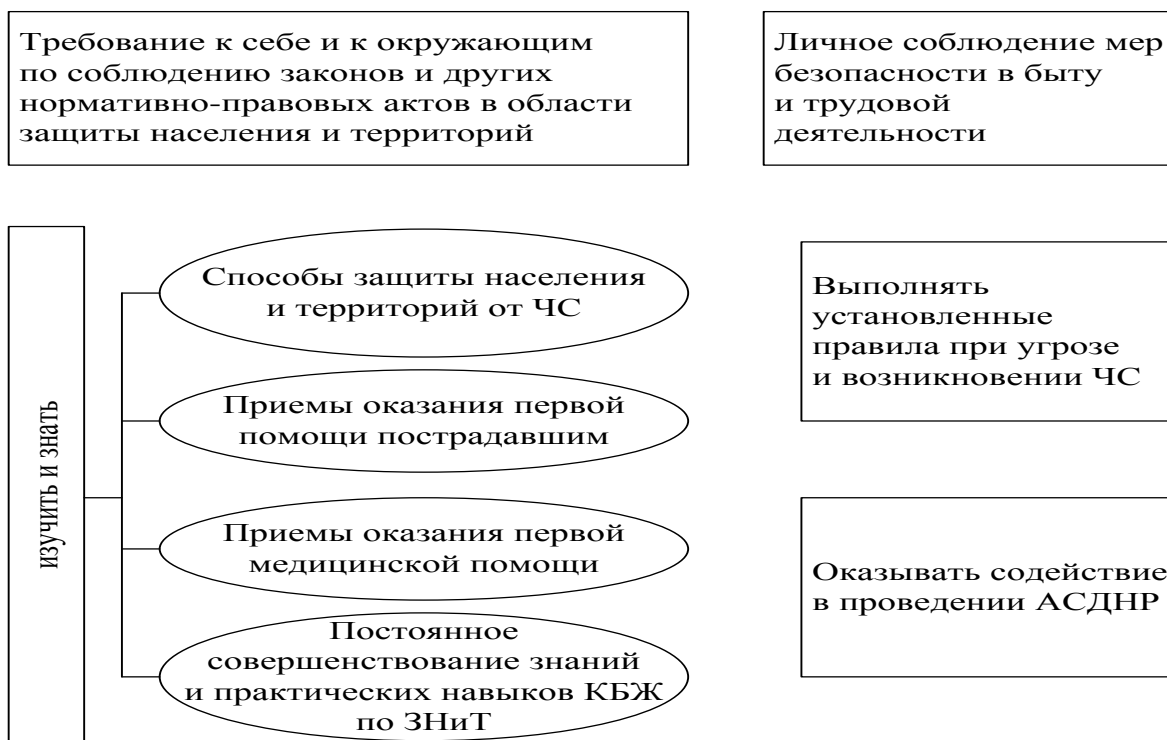 Требование к себе и к окружающим
по соблюдению законов и других
нормативно-правовых актов в области
защиты населения и территорий
Личное соблюдение мер
безопасности в быту
и трудовой
деятельности
изучить и знать
Способы защиты населения
и территорий от ЧС
Приемы оказания первой
помощи пострадавшим
Приемы оказания первой
медицинской помощи
Постоянное
совершенствование знаний
и практических навыков КБЖ
по ЗНиТ
Выполнять
установленные
правила при угрозе
и возникновении ЧС
Оказывать содействие
в проведении АСДНР